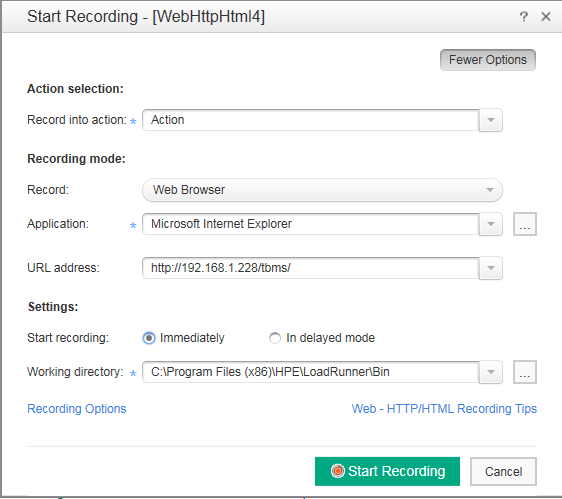 Start Recording - [WebHttpHtml4]
? ×
Fewer Options
Action selection:
Record into action: * Action
Recording mode:
Record: Web Browser
Application: * Microsoft Internet Explorer ...
URL address: http://192.168.1.228/tbms/
Settings:
Start recording: Immediately In delayed mode
Working directory: * C:\Program Files (x86)\HPE\LoadRunner\Bin ...
Recording Options Web - HTTP/HTML Recording Tips
Start Recording Cancel